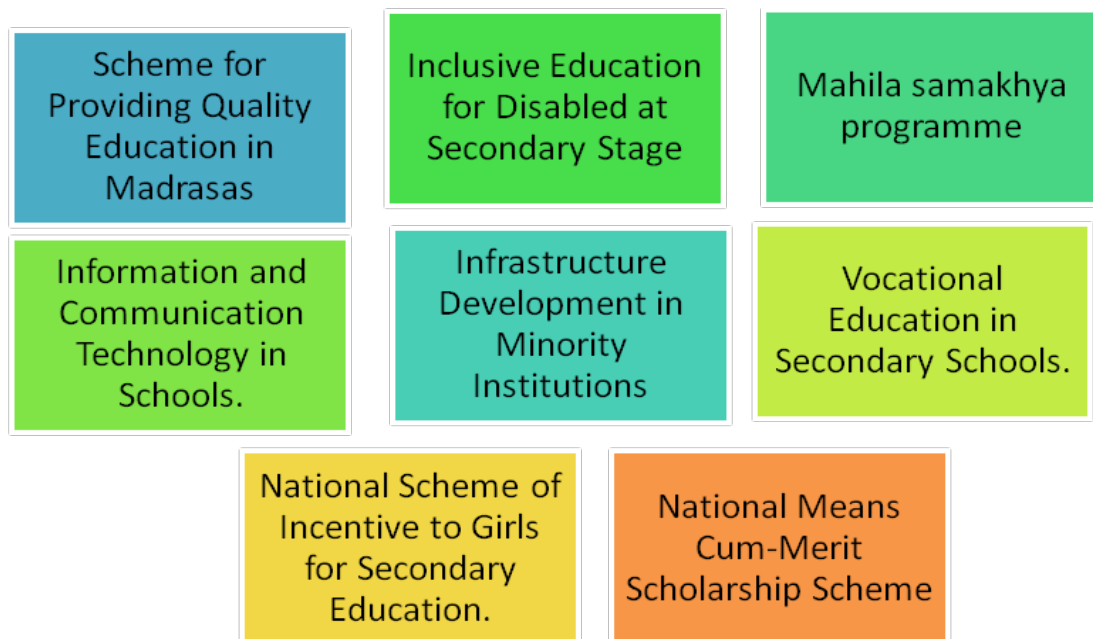 Scheme for
Providing Quality
Education in
Madrasas
Inclusive Education
for Disabled at
Secondary Stage
Mahila samakhya
programme
Information and
Communication
Technology in
Schools.
Infrastructure
Development in
Minority
Institutions
Vocational
Education in
Secondary Schools.
National Scheme of
Incentive to Girls
for Secondary
Education.
National Means
Cum-Merit
Scholarship Scheme